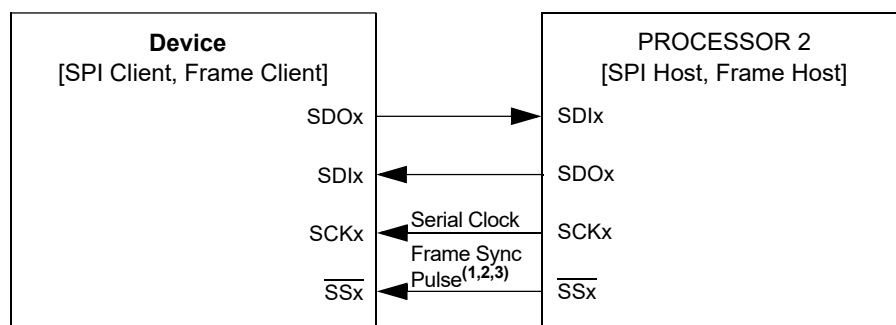 Device
[SPI Client, Frame Client]
PROCESSOR 2
[SPI Host, Frame Host]
SDOx
SDIx
SDIx
SDOx
SCKx
Serial Clock
SCKx
Frame Sync
Pulse(1,2,3)
SSx
SSx